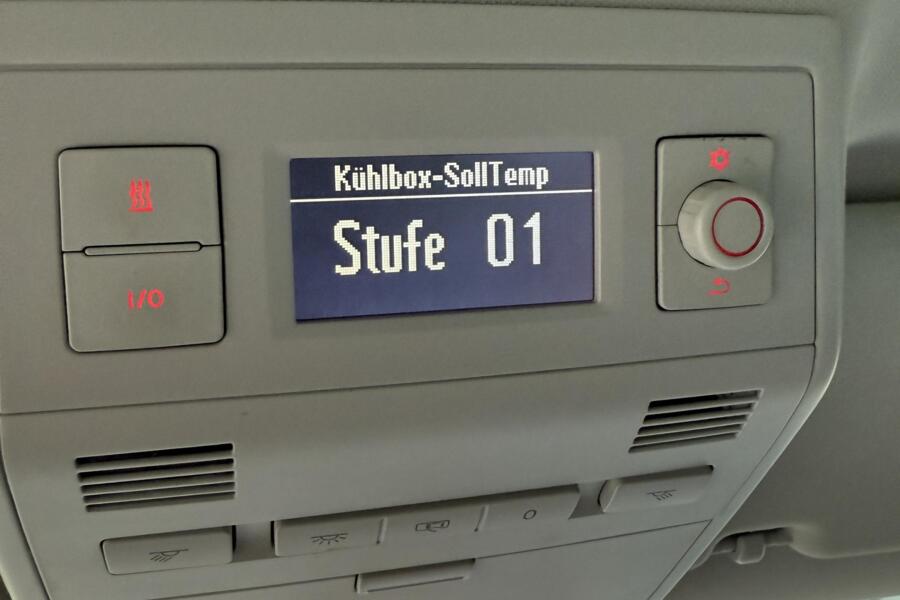 Kühlbox-SollTemp
Stufe 01
i/O
O